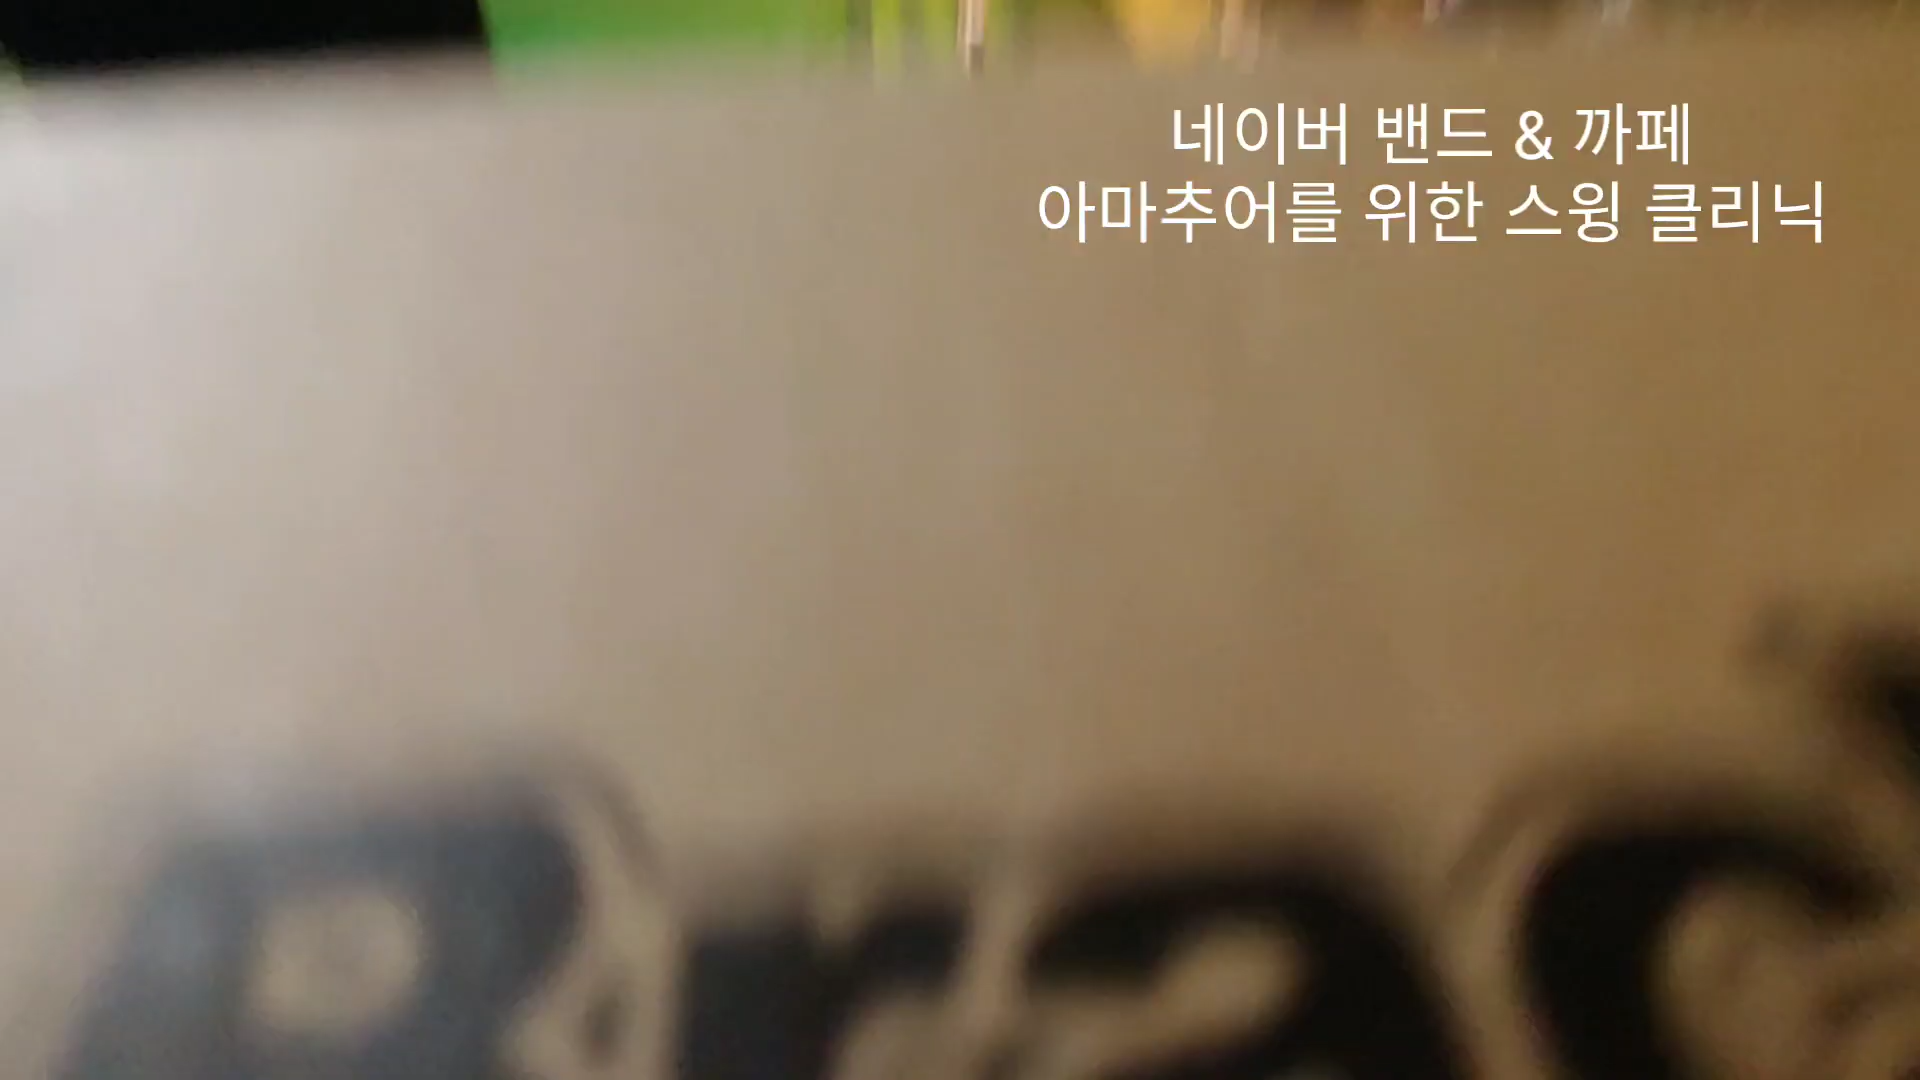 네이버 밴드 & 까페
아마추어를 위한 스윙 클리닉